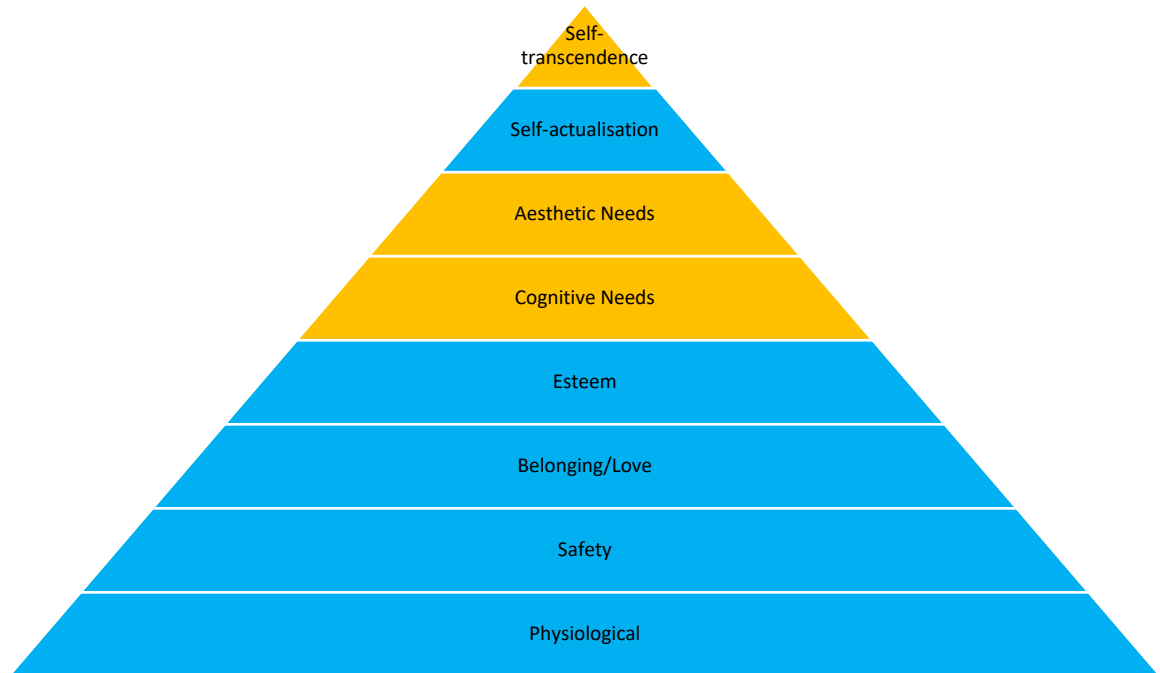 Self-
transcendence
Self-actualisation
Aesthetic Needs
Cognitive Needs
Esteem
Belonging/Love
Safety
Physiological